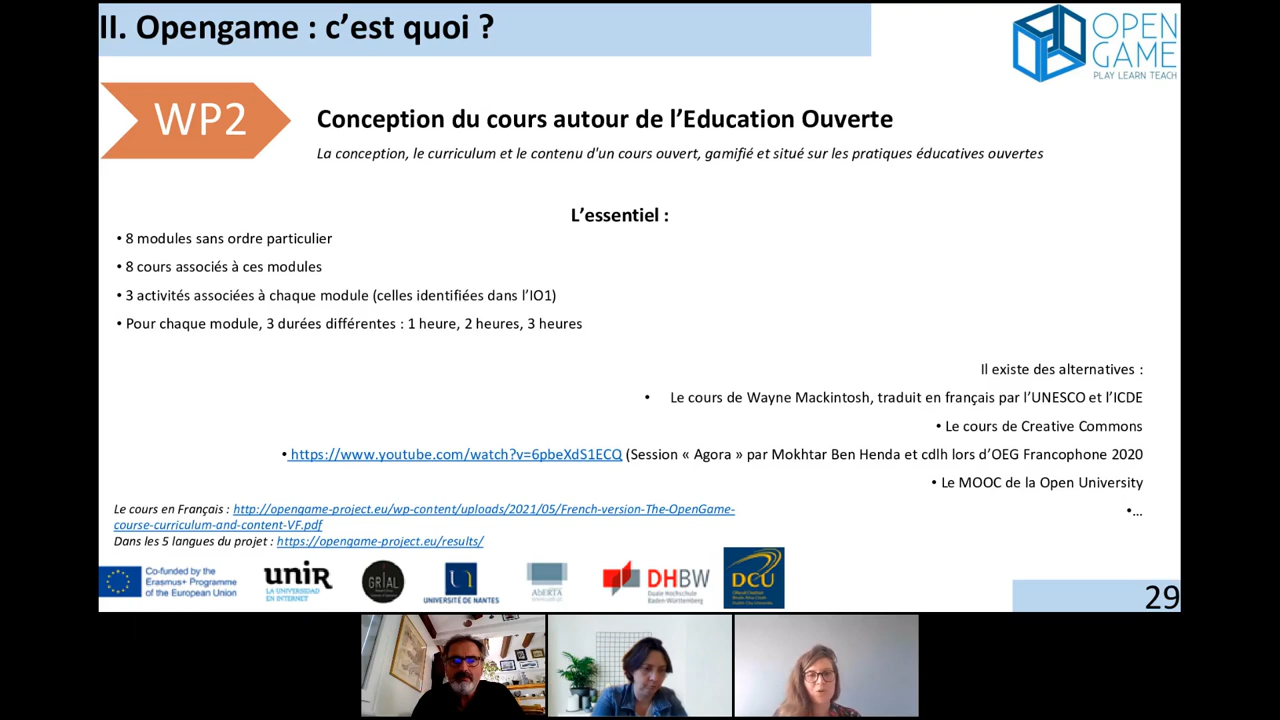 II. Opengame : c’est quoi ?
OPEN
GAME
PLAY LEARN TEACH
WP2
Conception du cours autour de l’Education Ouverte
La conception, le curriculum et le contenu d'un cours ouvert, gamifié et situé sur les pratiques éducatives ouvertes
L’essentiel :
• 8 modules sans ordre particulier
• 8 cours associés à ces modules
• 3 activités associées à chaque module (celles identifiées dans l’IO1)
• Pour chaque module, 3 durées différentes : 1 heure, 2 heures, 3 heures
Il existe des alternatives :
• Le cours de Wayne Mackintosh, traduit en français par l’UNESCO et l’ICDE
• Le cours de Creative Commons
• https://www.youtube.com/watch?v=6pbeXdS1ECQ (Session « Agora » par Mokhtar Ben Henda et cdlh lors d’OEG Francophone 2020
• Le MOOC de la Open University
•...
Le cours en Français : http://opengame-project.eu/wp-content/uploads/2021/05/French-version-The-OpenGame-
course-curriculum-and-content-VF.pdf
Dans les 5 langues du projet : https://opengame-project.eu/results/
Co-funded by the
Erasmus+ Programme
of the European Union
unir
LA UNIVERSIDAD
EN INTERNET
GRIAL
UNIVERSITÉ DE NANTES
AbERTA
DHBW
Duale Hochschule
Baden-Württemberg
DCU
29